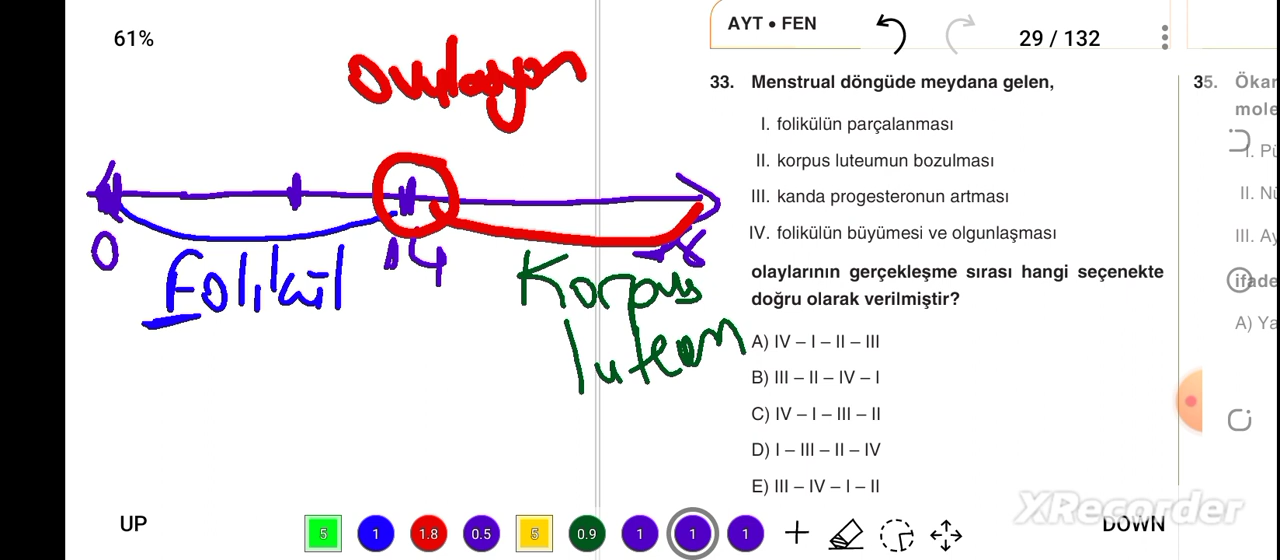 61%
AYT • FEN
29 / 132
Ovulasyon
0
14
28
Folikül
Korpus
luteum
33. Menstrual döngüde meydana gelen,
I. folikülün parçalanması
II. korpus luteumun bozulması
III. kanda progesteronun artması
IV. folikülün büyümesi ve olgunlaşması
olaylarının gerçekleşme sırası hangi seçenekte
doğru olarak verilmiştir?
A) IV – I – II – III
B) III – II – IV – I
C) IV – I – III – II
D) I – III – II – IV
E) III – IV – I – II
35. Ökar
mole
I. Pü
II. Nü
III. Ay
ifade
A) Ya
UP
5
1
1.8
0.5
5
0.9
1
1
1
DOWN
XRecorder